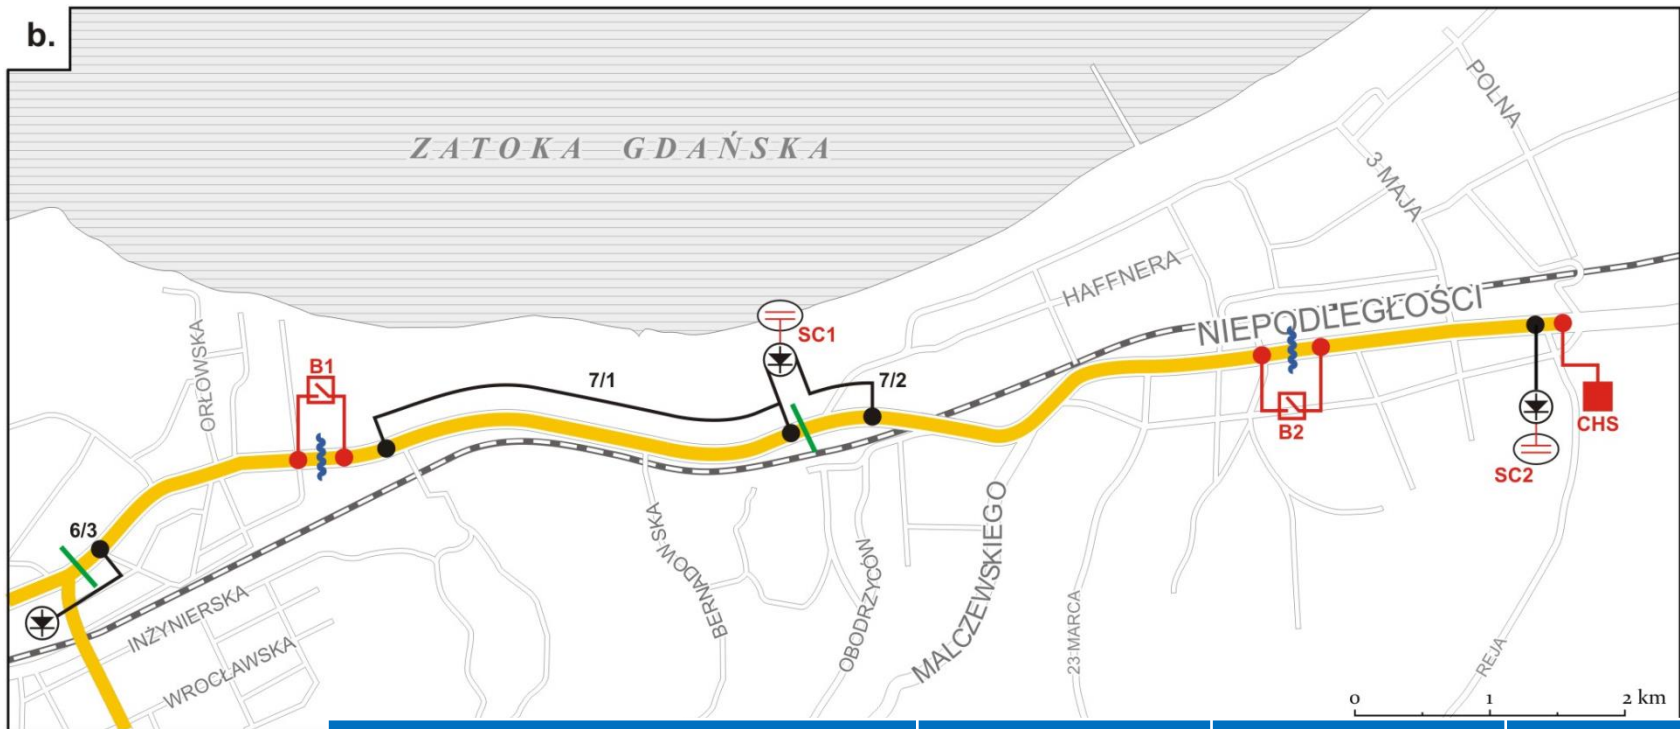 b.
POLNA
ZATOKA GDAŃSKA
3 MAJA
HAFFNERA
NIEPODLEGŁOŚCI
SC1
ORŁOWSKA
B1
7/1
7/2
CHS
B2
SC2
6/3
BERNADOWSKA
OBODRZYCÓW
MALCZEWSKIEGO
INŻYNIERSKA
23 MARCA
WROCŁAWSKA
REJA
0 1 2 km